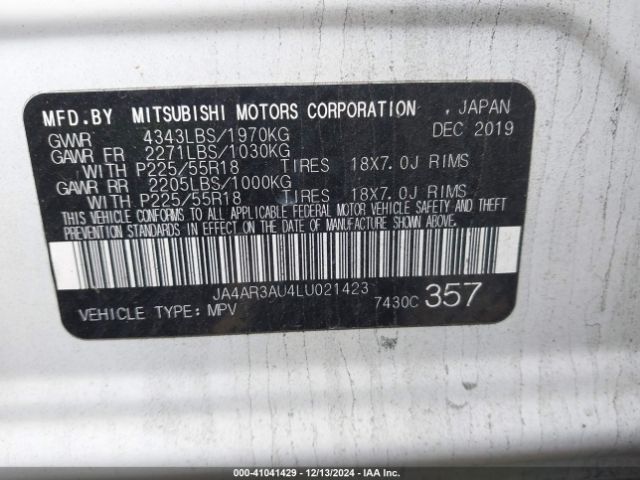 MFD.BY MITSUBISHI MOTORS CORPORATION , JAPAN
GVWR 4343LBS/1970KG DEC 2019
GAWR FR 2271LBS/1030KG
WITH P225/55R18 TIRES 18X7.0J RIMS
GAWR RR 2205LBS/1000KG
WITH P225/55R18 TIRES 18X7.0J RIMS
THIS VEHICLE CONFORMS TO ALL APPLICABLE FEDERAL MOTOR VEHICLE SAFETY AND THEFT
PREVENTION STANDARDS IN EFFECT ON THE DATE OF MANUFACTURE SHOWN ABOVE.
JA4AR3AU4LU021423
VEHICLE TYPE: MPV 7430C 357
000-41041429 - 12/13/2024 - IAA Inc.